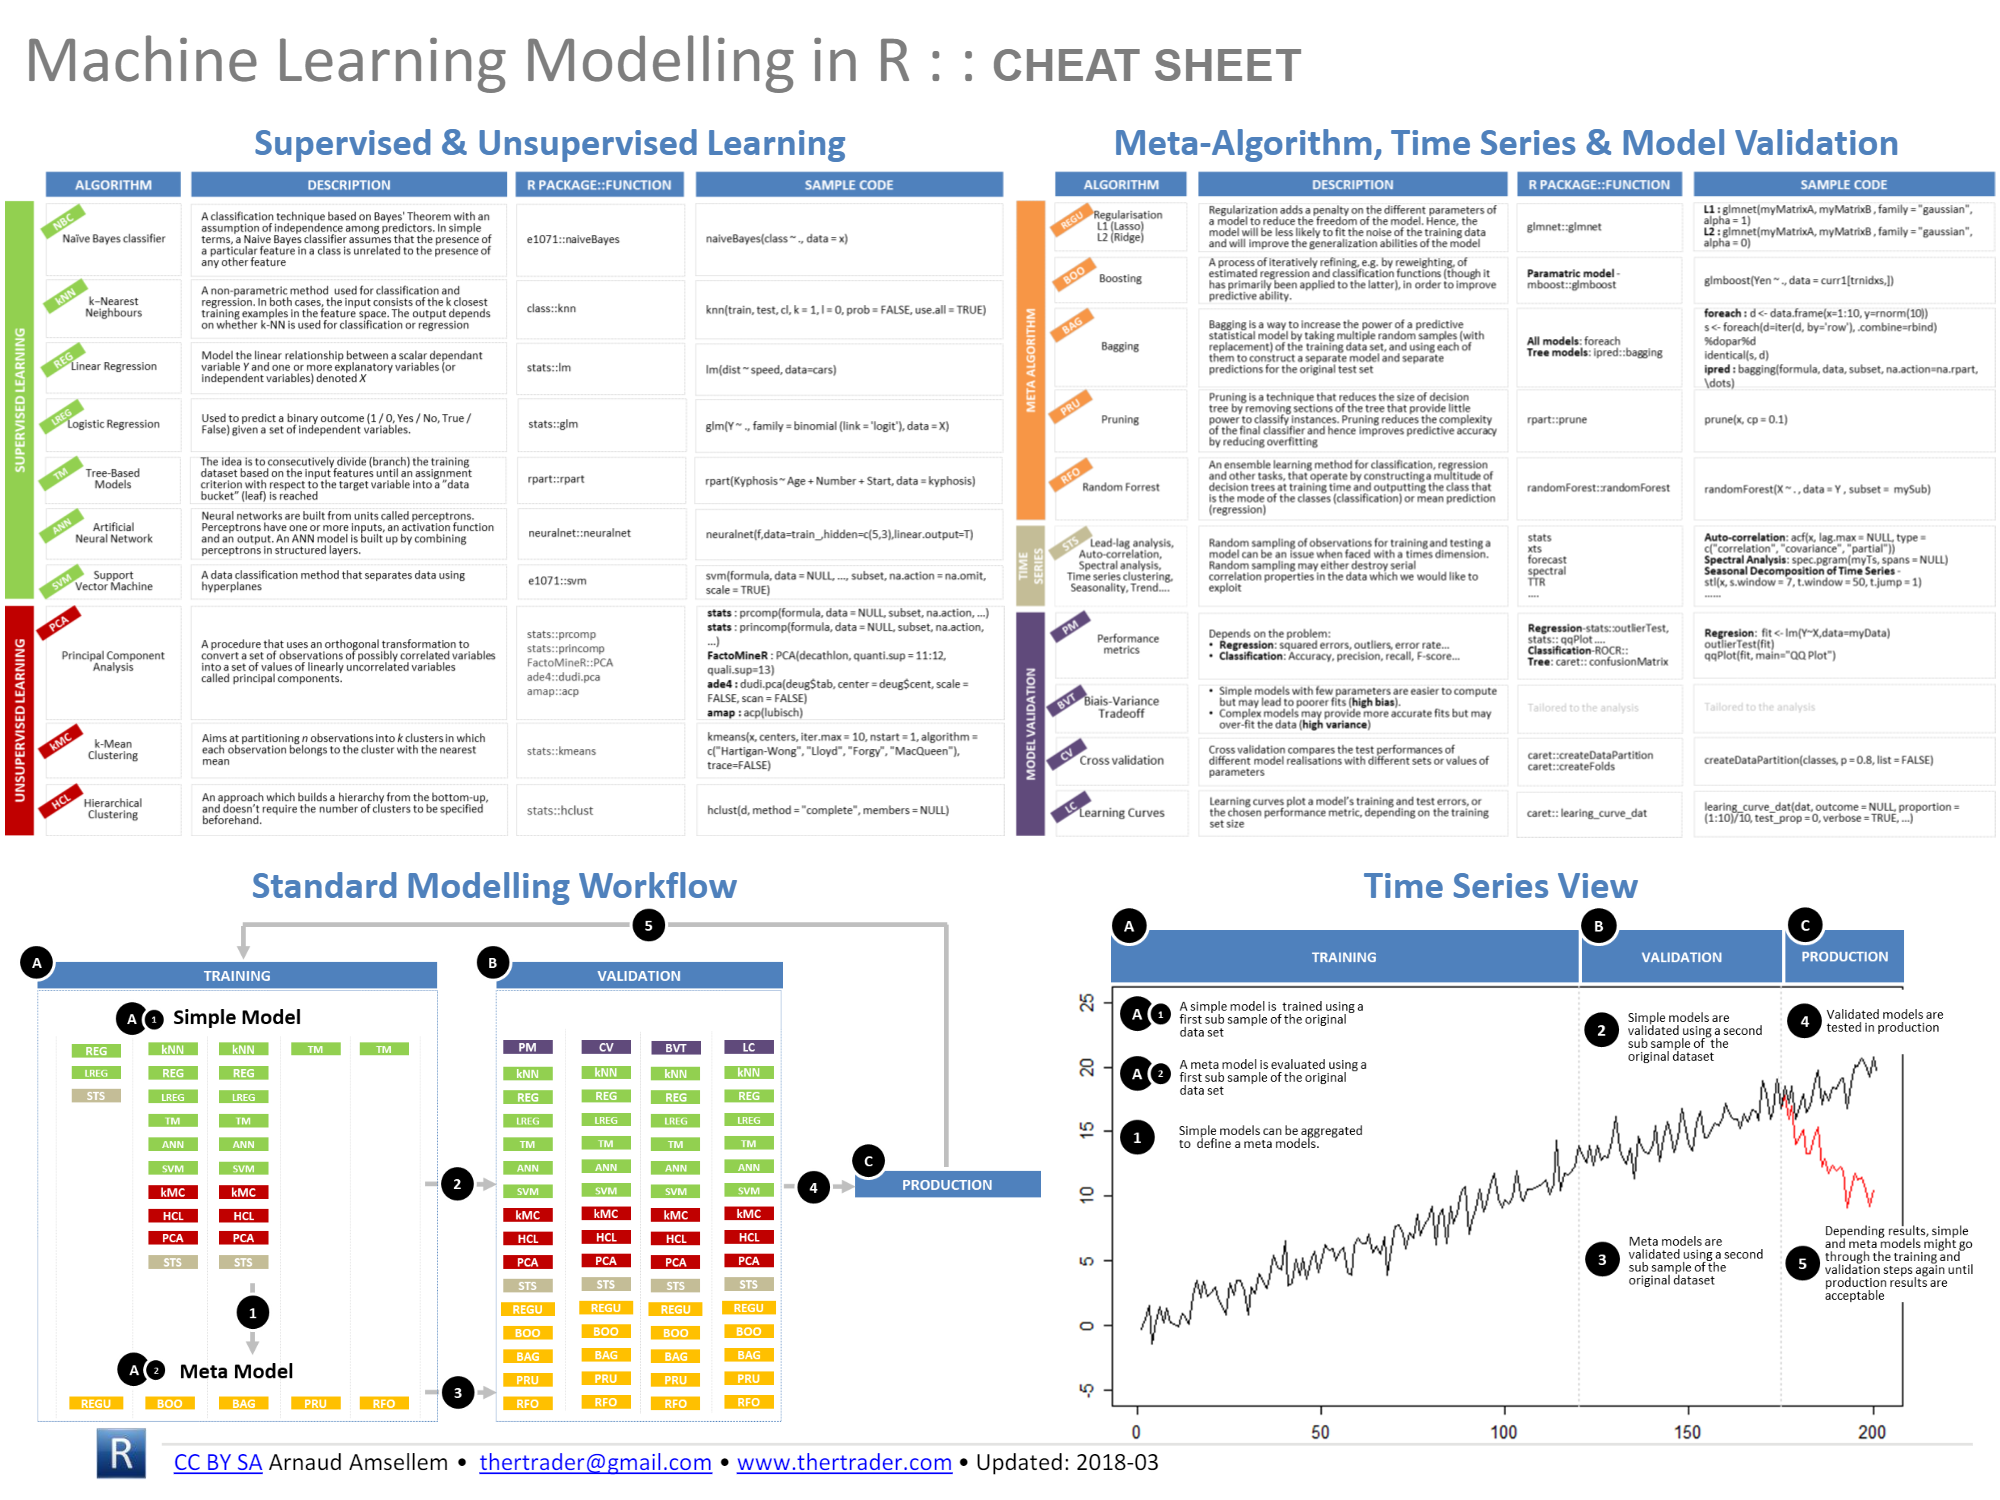 Machine Learning Modelling in R : : CHEAT SHEET
Supervised & Unsupervised Learning
ALGORITHM DESCRIPTION R PACKAGE::FUNCTION SAMPLE CODE
SUPERVISED LEARNING
NBC
Naïve Bayes classifier
A classification technique based on Bayes' Theorem with an
assumption of independence among predictors. In simple
terms, a Naive Bayes classifier assumes that the presence of
a particular feature in a class is unrelated to the presence of
any other feature
e1071::naiveBayes
naiveBayes(class ~ ., data = x)
kNN
k–Nearest
Neighbours
A non-parametric method used for classification and
regression. In both cases, the input consists of the k closest
training examples in the feature space. The output depends
on whether k-NN is used for classification or regression
class::knn
knn(train, test, cl, k = 1, l = 0, prob = FALSE, use.all = TRUE)
REG
Linear Regression
Model the linear relationship between a scalar dependant
variable Y and one or more explanatory variables (or
independent variables) denoted X
stats::lm
lm(dist ~ speed, data=cars)
LREG
Logistic Regression
Used to predict a binary outcome (1 / 0, Yes / No, True /
False) given a set of independent variables.
stats::glm
glm(Y ~ ., family = binomial (link = 'logit'), data = X)
TM
Tree-Based
Models
The idea is to consecutively divide (branch) the training
dataset based on the input features until an assignment
criterion with respect to the target variable into a "data
bucket" (leaf) is reached
rpart::rpart
rpart(Kyphosis ~ Age + Number + Start, data = kyphosis)
ANN
Artificial
Neural Network
Neural networks are built from units called perceptrons.
Perceptrons have one or more inputs, an activation function
and an output. An ANN model is built up by combining
perceptrons in structured layers.
neuralnet::neuralnet
neuralnet(f,data=train_,hidden=c(5,3),linear.output=T)
SVM
Support
Vector Machine
A data classification method that separates data using
hyperplanes
e1071::svm
svm(formula, data = NULL, ..., subset, na.action = na.omit,
scale = TRUE)
UNSUPERVISED LEARNING
PCA
Principal Component
Analysis
A procedure that uses an orthogonal transformation to
convert a set of observations of possibly correlated variables
into a set of values of linearly uncorrelated variables
called principal components.
stats::prcomp
stats::princomp
FactoMineR::PCA
ade4::dudi.pca
amap::acp
stats : prcomp(formula, data = NULL, subset, na.action, ...)
stats : princomp(formula, data = NULL, subset, na.action,
...)
FactoMineR : PCA(decathlon, quanti.sup = 11:12,
quali.sup=13)
ade4 : dudi.pca(deug$tab, center = deug$cent, scale =
FALSE, scan = FALSE)
amap : acp(lubisch)
kMC
k-Mean
Clustering
Aims at partitioning n observations into k clusters in which
each observation belongs to the cluster with the nearest
mean
stats::kmeans
kmeans(x, centers, iter.max = 10, nstart = 1, algorithm =
c("Hartigan-Wong", "Lloyd", "Forgy", "MacQueen"),
trace=FALSE)
HCL
Hierarchical
Clustering
An approach which builds a hierarchy from the bottom-up,
and doesn't require the number of clusters to be specified
beforehand.
stats::hclust
hclust(d, method = "complete", members = NULL)
Meta-Algorithm, Time Series & Model Validation
ALGORITHM DESCRIPTION R PACKAGE::FUNCTION SAMPLE CODE
META ALGORITHM
REGU
Regularisation
L1 (Lasso)
L2 (Ridge)
Regularization adds a penalty on the different parameters of
a model to reduce the freedom of the model. Hence, the
model will be less likely to fit the noise of the training data
and will improve the generalization abilities of the model
glmnet::glmnet
L1 : glmnet(myMatrixA, myMatrixB , family = "gaussian",
alpha = 1)
L2 : glmnet(myMatrixA, myMatrixB , family = "gaussian",
alpha = 0)
BOO
Boosting
A process of iteratively refining, e.g. by reweighting, of
estimated regression and classification functions (though it
has primarily been applied to the latter), in order to improve
predictive ability.
Paramatric model -
mboost::glmboost
glmboost(Yen ~ ., data = curr1[trnidxs,])
BAG
Bagging
Bagging is a way to increase the power of a predictive
statistical model by taking multiple random samples (with
replacement) of the training data set, and using each of
them to construct a separate model and separate
predictions for the original test set
All models: foreach
Tree models: ipred::bagging
foreach : d <- data.frame(x=1:10, y=rnorm(10))
s <- foreach(d=iter(d, by='row'), .combine=rbind)
%dopar%d
identical(s, d)
ipred : bagging(formula, data, subset, na.action=na.rpart,
\dots)
PRU
Pruning
Pruning is a technique that reduces the size of decision
tree by removing sections of the tree that provide little
power to classify instances. Pruning reduces the complexity
of the final classifier and hence improves predictive accuracy
by reducing overfitting
rpart::prune
prune(x, cp = 0.1)
RFO
Random Forrest
An ensemble learning method for classification, regression
and other tasks, that operate by constructing a multitude of
decision trees at training time and outputting the class that
is the mode of the classes (classification) or mean prediction
(regression)
randomForest::randomForest
randomForest(X ~ . , data = Y , subset = mySub)
TIME
SERIES
STS
Lead-lag analysis,
Auto-correlation,
Spectral analysis,
Time series clustering,
Seasonality, Trend....
Random sampling of observations for training and testing a
model can be an issue when faced with a times dimension.
Random sampling may either destroy serial
correlation properties in the data which we would like to
exploit
stats
xts
forecast
spectral
TTR
....
Auto-correlation: acf(x, lag.max = NULL, type =
c("correlation", "covariance", "partial"))
Spectral Analysis: spec.pgram(myTs, spans = NULL)
Seasonal Decomposition of Time Series -
stl(x, s.window = 7, t.window = 50, t.jump = 1)
......
MODEL VALIDATION
PM
Performance
metrics
Depends on the problem:
• Regression: squared errors, outliers, error rate...
• Classification: Accuracy, precision, recall, F-score...
Regression-stats::outlierTest,
stats:: qqPlot ....
Classification-ROCR::
Tree: caret:: confusionMatrix
Regresion: fit <- lm(Y~X,data=myData)
outlierTest(fit)
qqPlot(fit, main="QQ Plot")
BVT
Biais-Variance
Tradeoff
• Simple models with few parameters are easier to compute
but may lead to poorer fits (high bias).
• Complex models may provide more accurate fits but may
over-fit the data (high variance)
Tailored to the analysis
Tailored to the analysis
CV
Cross validation
Cross validation compares the test performances of
different model realisations with different sets or values of
parameters
caret::createDataPartition
caret::createFolds
createDataPartition(classes, p = 0.8, list = FALSE)
LC
Learning Curves
Learning curves plot a model's training and test errors, or
the chosen performance metric, depending on the training
set size
caret:: learing_curve_dat
learing_curve_dat(dat, outcome = NULL, proportion =
(1:10)/10, test_prop = 0, verbose = TRUE, ...)
Standard Modelling Workflow
5
A
TRAINING
B
VALIDATION
A 1 Simple Model
REG kNN kNN TM TM
LREG REG REG
STS LREG LREG
TM TM
ANN ANN
SVM SVM
kMC kMC
HCL HCL
PCA PCA
STS STS
1
A 2 Meta Model
REGU BOO BAG PRU RFO
2
3
PM CV BVT LC
kNN kNN kNN kNN
REG REG REG REG
LREG LREG LREG LREG
TM TM TM TM
ANN ANN ANN ANN
SVM SVM SVM SVM
kMC kMC kMC kMC
HCL HCL HCL HCL
PCA PCA PCA PCA
STS STS STS STS
REGU REGU REGU REGU
BOO BOO BOO BOO
BAG BAG BAG BAG
PRU PRU PRU PRU
RFO RFO RFO RFO
4
C
PRODUCTION
Time Series View
A B C
TRAINING VALIDATION PRODUCTION
A 1
A simple model is trained using a
first sub sample of the original
data set
A 2
A meta model is evaluated using a
first sub sample of the original
data set
1
Simple models can be aggregated
to define a meta models.
2
Simple models are
validated using a second
sub sample of the
original dataset
3
Meta models are
validated using a second
sub sample of the
original dataset
4
Validated models are
tested in production
5
Depending results, simple
and meta models might go
through the training and
validation steps again until
production results are
acceptable
25
20
15
10
5
0
-5
0 50 100 150 200
R
CC BY SA Arnaud Amsellem • thertrader@gmail.com • www.thertrader.com • Updated: 2018-03